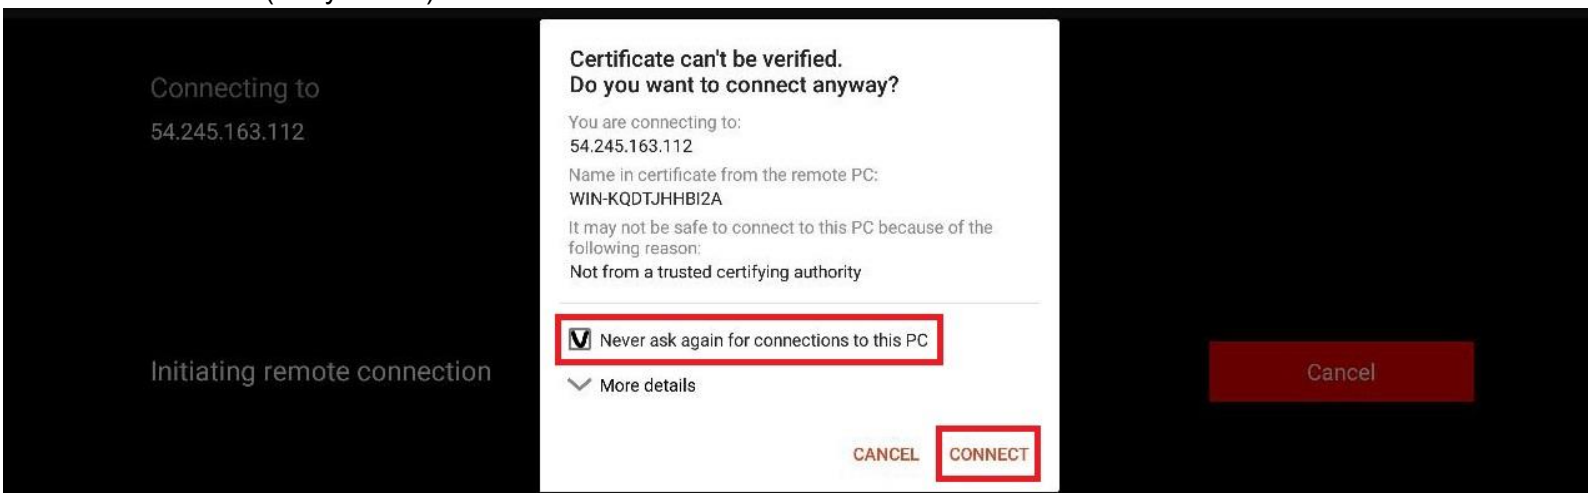 Connecting to
54.245.163.112
Initiating remote connection
Certificate can't be verified.
Do you want to connect anyway?
You are connecting to:
54.245.163.112
Name in certificate from the remote PC:
WIN-KQDTJHHBI2A
It may not be safe to connect to this PC because of the
following reason:
Not from a trusted certifying authority
Never ask again for connections to this PC
More details
CANCEL CONNECT
Cancel